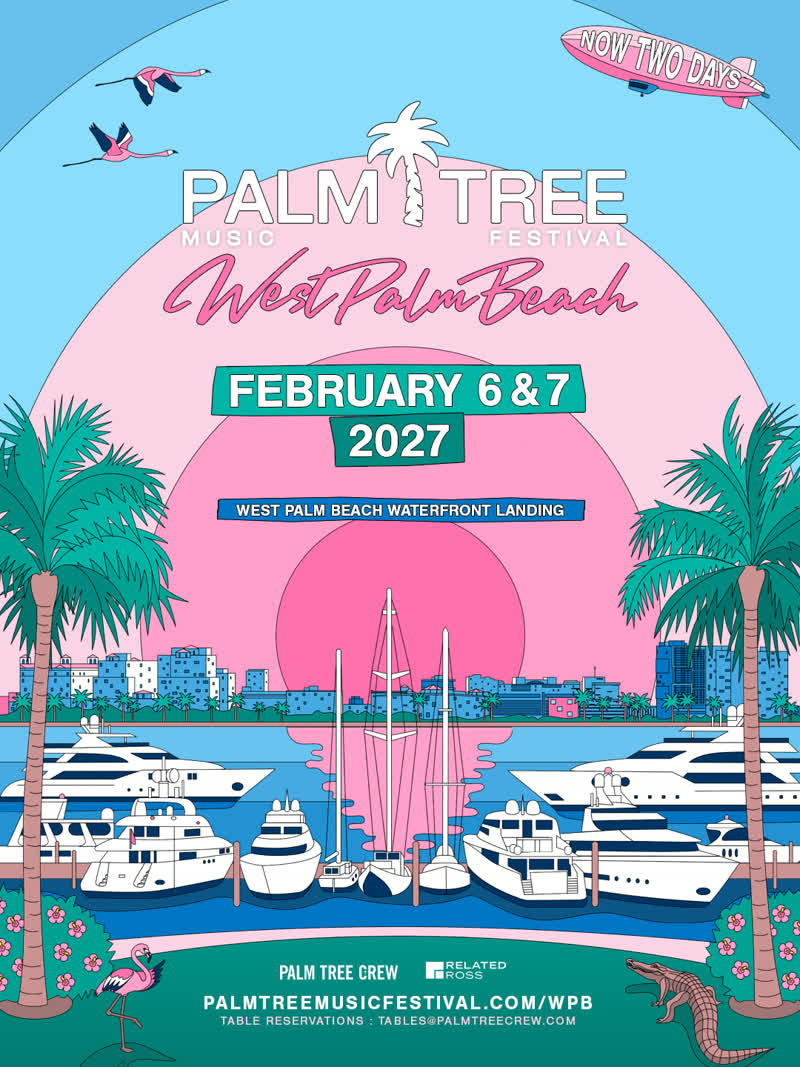 NOW TWO DAYS
PALM TREE
MUSIC FESTIVAL
West Palm Beach
FEBRUARY 6 & 7
2027
WEST PALM BEACH WATERFRONT LANDING
PALM TREE CREW
RELATED
ROSS
PALMTREEMUSICFESTIVAL.COM/WPB
TABLE RESERVATIONS : TABLES@PALMTREECREW.COM